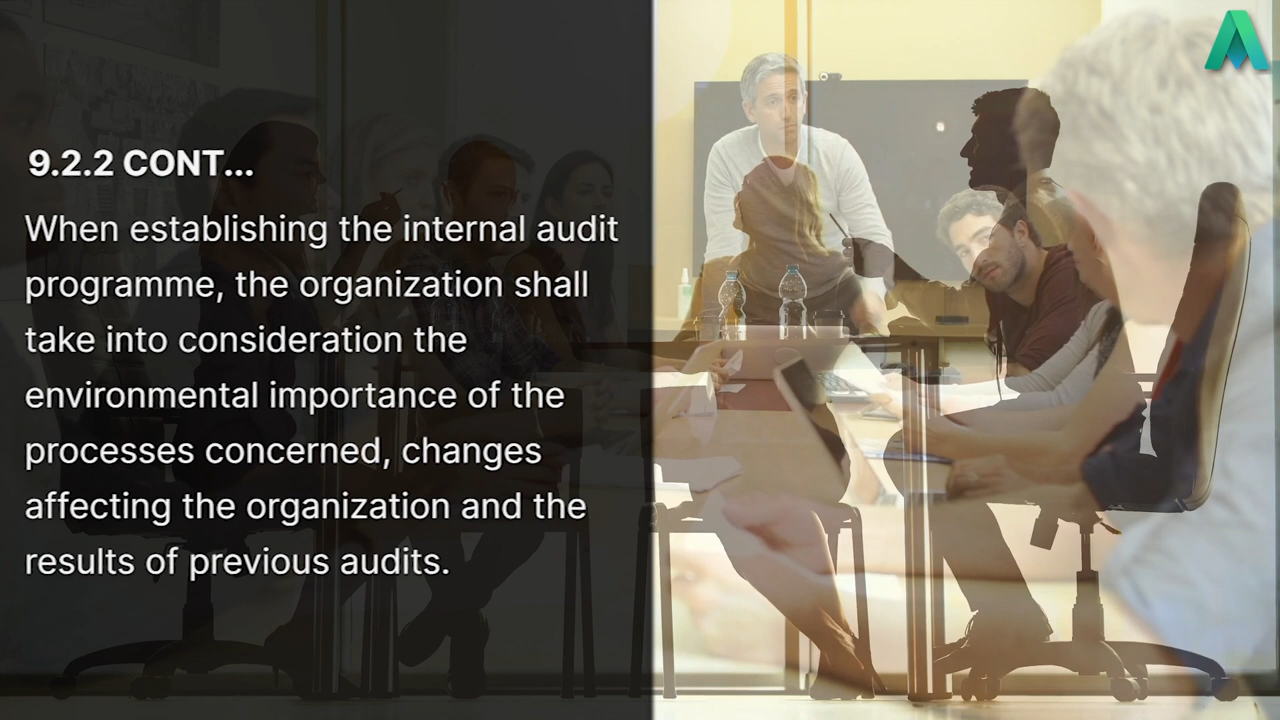 9.2.2 CONT...
When establishing the internal audit
programme, the organization shall
take into consideration the
environmental importance of the
processes concerned, changes
affecting the organization and the
results of previous audits.